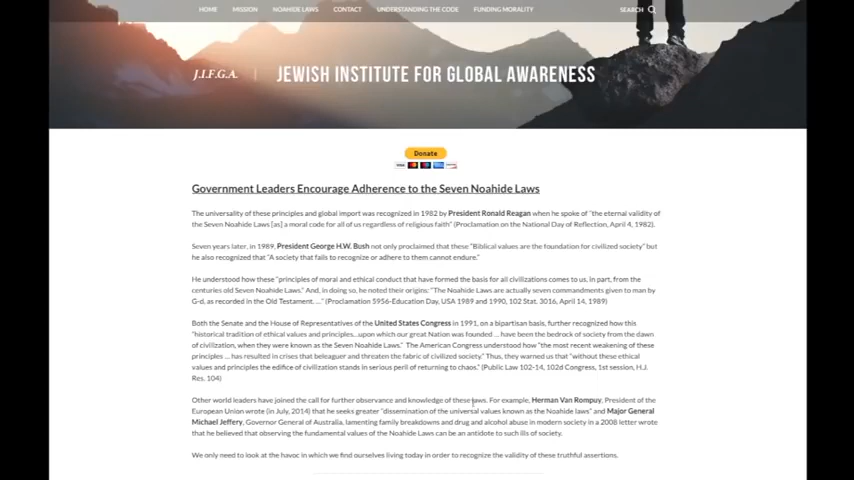 HOME MISSION NOAHIDE LAWS CONTACT UNDERSTANDING THE CODE FUNDING MORALITY SEARCH
J.I.F.G.A. | JEWISH INSTITUTE FOR GLOBAL AWARENESS
Donate
Government Leaders Encourage Adherence to the Seven Noahide Laws
The universality of these principles and global import was recognized in 1982 by President Ronald Reagan when he spoke of "the eternal validity of
the Seven Noahide Laws [as] a moral code for all of us regardless of religious faith" (Proclamation on the National Day of Reflection, April 4, 1982).
Seven years later, in 1989, President George H.W. Bush not only proclaimed that these "Biblical values are the foundation for civilized society" but
he also recognized that "A society that fails to recognize or adhere to them cannot endure."
He understood how these "principles of moral and ethical conduct that have formed the basis for all civilizations comes to us, in part, from the
centuries old Seven Noahide Laws." And, in doing so, he noted their origins: "The Noahide Laws are actually seven commandments given to man by
G-d, as recorded in the Old Testament. ..." (Proclamation 5956-Education Day, USA 1989 and 1990, 102 Stat. 3016, April 14, 1989)
Both the Senate and the House of Representatives of the United States Congress in 1991, on a bipartisan basis, further recognized how this
"historical tradition of ethical values and principles...upon which our great Nation was founded ... have been the bedrock of society from the dawn
of civilization, when they were known as the Seven Noahide Laws." The American Congress understood how "the most recent weakening of these
principles ... has resulted in crises that beleaguer and threaten the fabric of civilized society." Thus, they warned us that "without these ethical
values and principles the edifice of civilization stands in serious peril of returning to chaos." (Public Law 102-14, 102d Congress, 1st session, H.J.
Res. 104)
Other world leaders have joined the call for further observance and knowledge of these laws. For example, Herman Van Rompuy, President of the
European Union wrote (in July, 2014) that he seeks greater "dissemination of the universal values known as the Noahide laws" and Major General
Michael Jeffery, Governor General of Australia, lamenting family breakdowns and drug and alcohol abuse in modern society in a 2008 letter wrote
that he believed that observing the fundamental values of the Noahide Laws can be an antidote to such ills of society.
We only need to look at the havoc in which we find ourselves living today in order to recognize the validity of these truthful assertions.